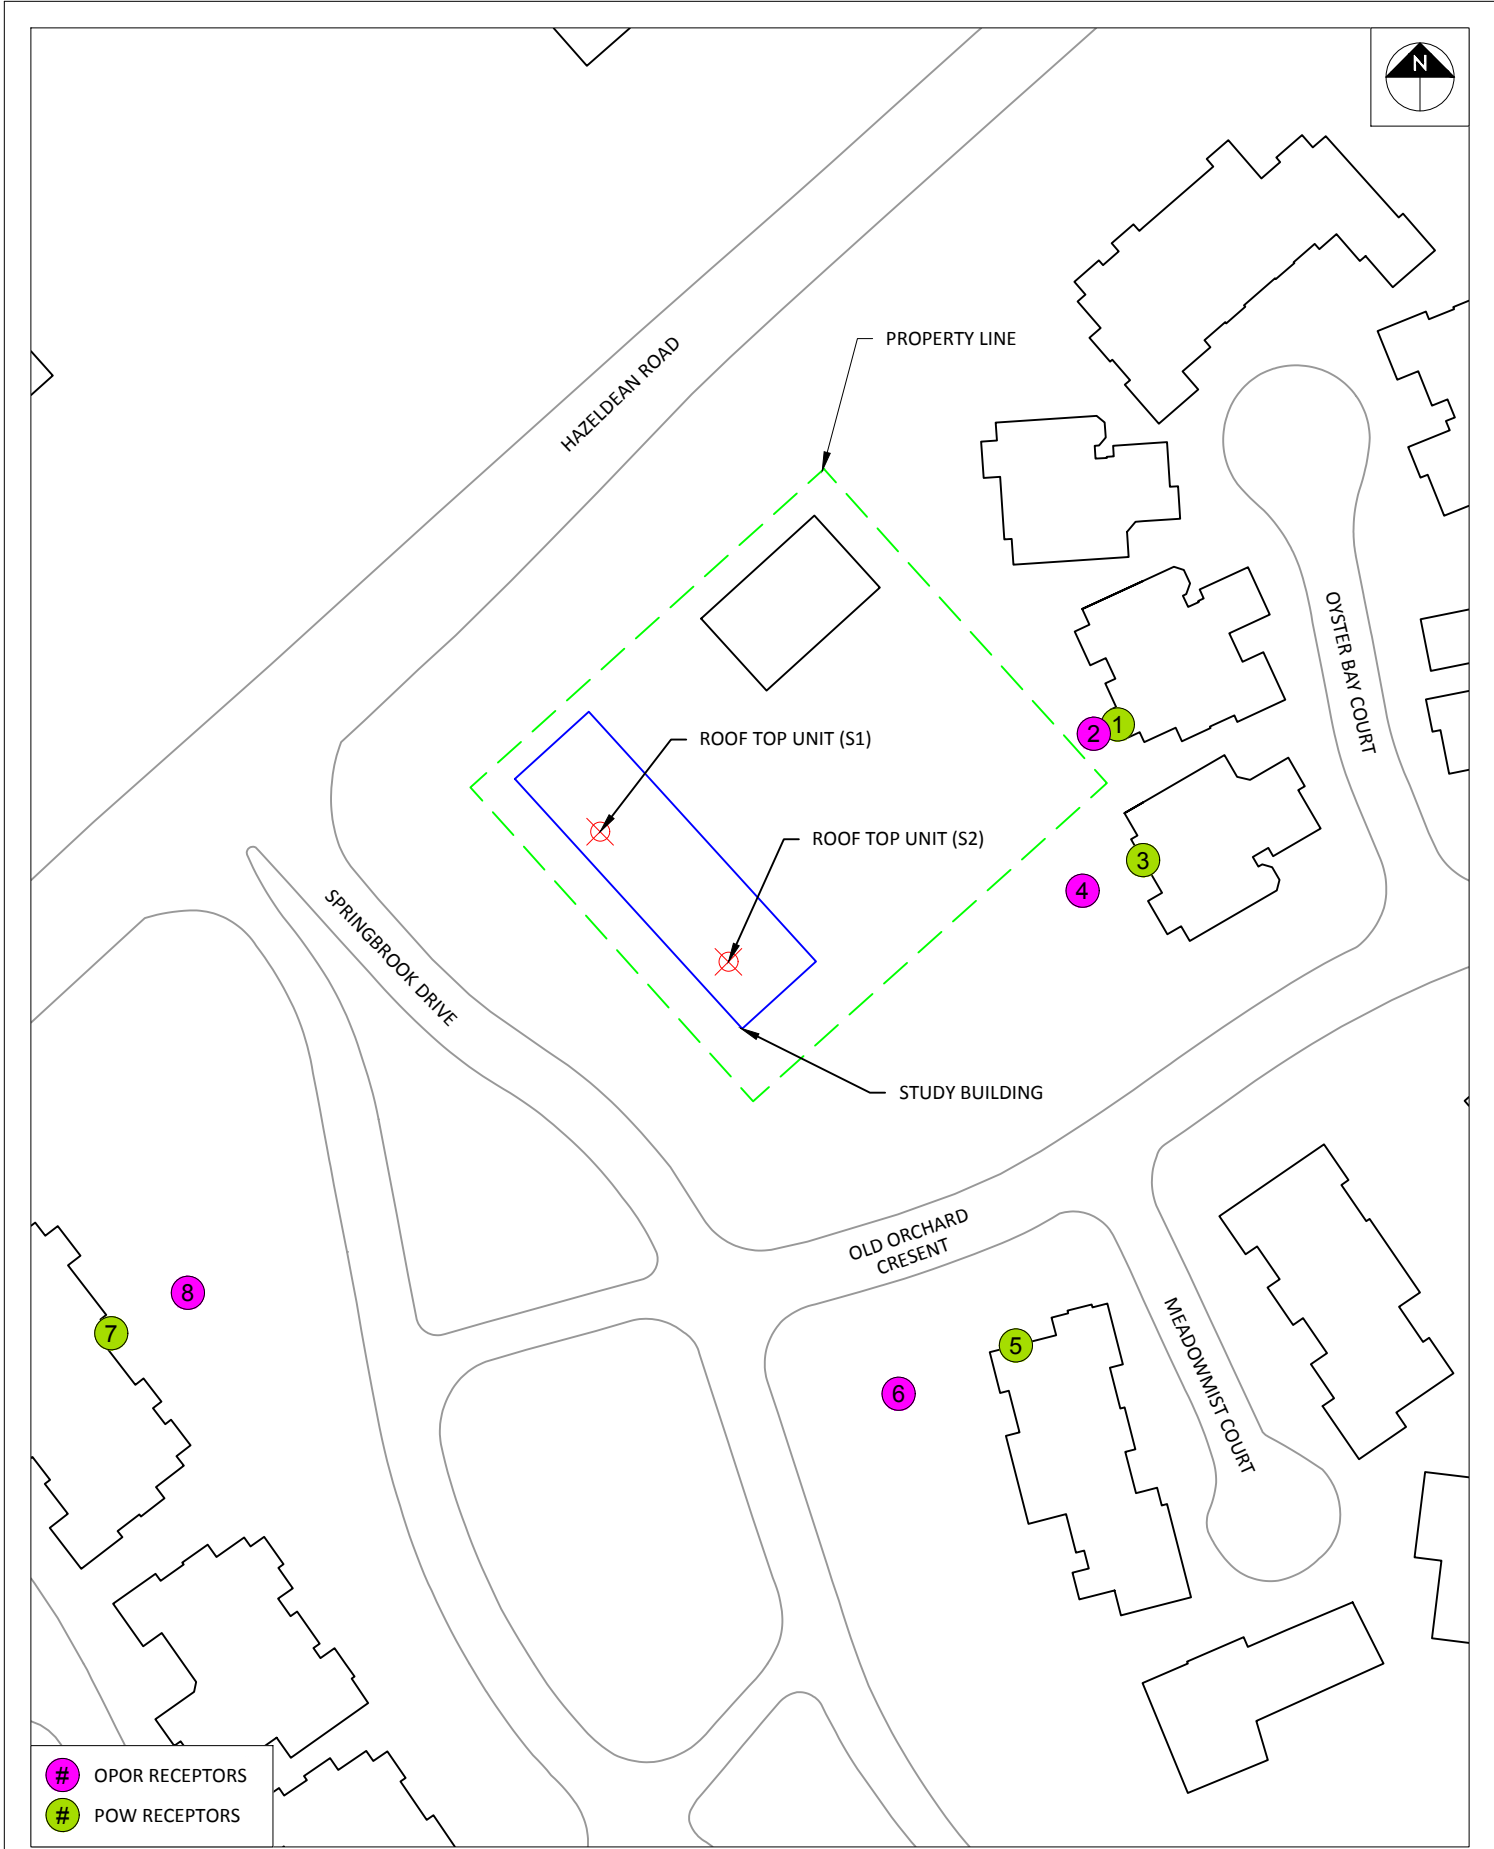 N
PROPERTY LINE
HAZELDEAN ROAD
OYSTER BAY COURT
1
2
ROOF TOP UNIT (S1)
ROOF TOP UNIT (S2)
3
4
SPRINGBROOK DRIVE
STUDY BUILDING
OLD ORCHARD
CRESENT
8
7
5
6
MEADOWMIST COURT
# OPOR RECEPTORS
# POW RECEPTORS